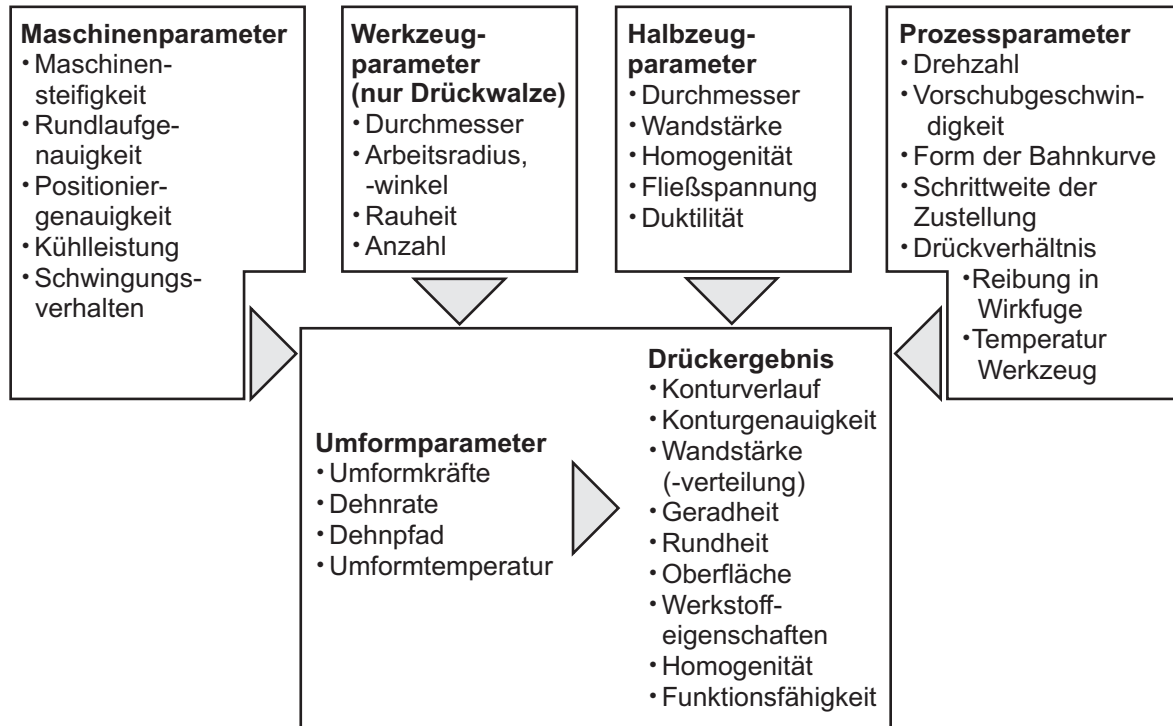 Maschinenparameter
• Maschinen-
steifigkeit
• Rundlaufge-
nauigkeit
• Positionier-
genauigkeit
• Kühlleistung
• Schwingungs-
verhalten
Werkzeug-
parameter
(nur Drückwalze)
• Durchmesser
• Arbeitsradius,
-winkel
• Rauheit
• Anzahl
Halbzeug-
parameter
• Durchmesser
• Wandstärke
• Homogenität
• Fließspannung
• Duktilität
Prozessparameter
• Drehzahl
• Vorschubgeschwin-
digkeit
• Form der Bahnkurve
• Schrittweite der
Zustellung
• Drückverhältnis
• Reibung in
Wirkfuge
• Temperatur
Werkzeug
Umformparameter
• Umformkräfte
• Dehnrate
• Dehnpfad
• Umformtemperatur
Drückergebnis
• Konturverlauf
• Konturgenauigkeit
• Wandstärke
(-verteilung)
• Geradheit
• Rundheit
• Oberfläche
• Werkstoff-
eigenschaften
• Homogenität
• Funktionsfähigkeit